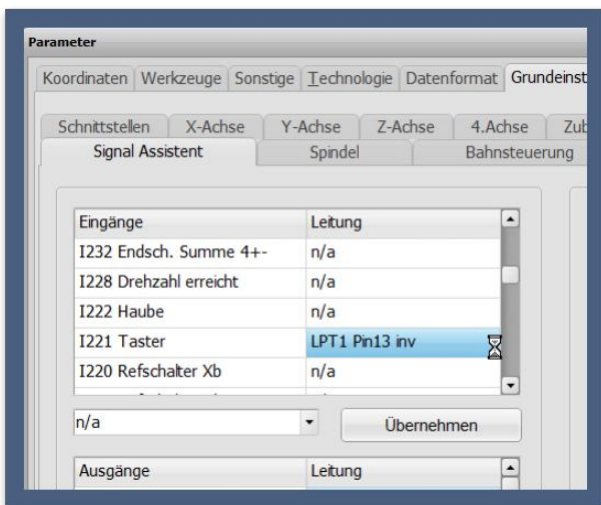 Parameter
Koordinaten Werkzeuge Sonstige Technologie Datenformat Grundeinst
Schnittstellen X-Achse Y-Achse Z-Achse 4.Achse Zub
Signal Assistent Spindel Bahnsteuerung
Eingänge Leitung
I232 Endsch. Summe 4+- n/a
I228 Drehzahl erreicht n/a
I222 Haube n/a
I221 Taster LPT1 Pin13 inv
I220 Refschalter Xb n/a
n/a Übernehmen
Ausgänge Leitung